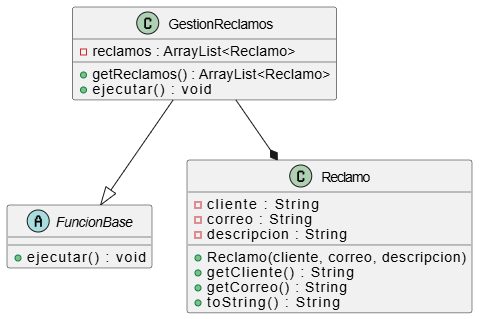 C GestionReclamos
reclamos : ArrayList<Reclamo>
getReclamos() : ArrayList<Reclamo>
ejecutar() : void
A FuncionBase
ejecutar() : void
C Reclamo
cliente : String
correo : String
descripcion : String
Reclamo(cliente, correo, descripcion)
getCliente() : String
getCorreo() : String
toString() : String